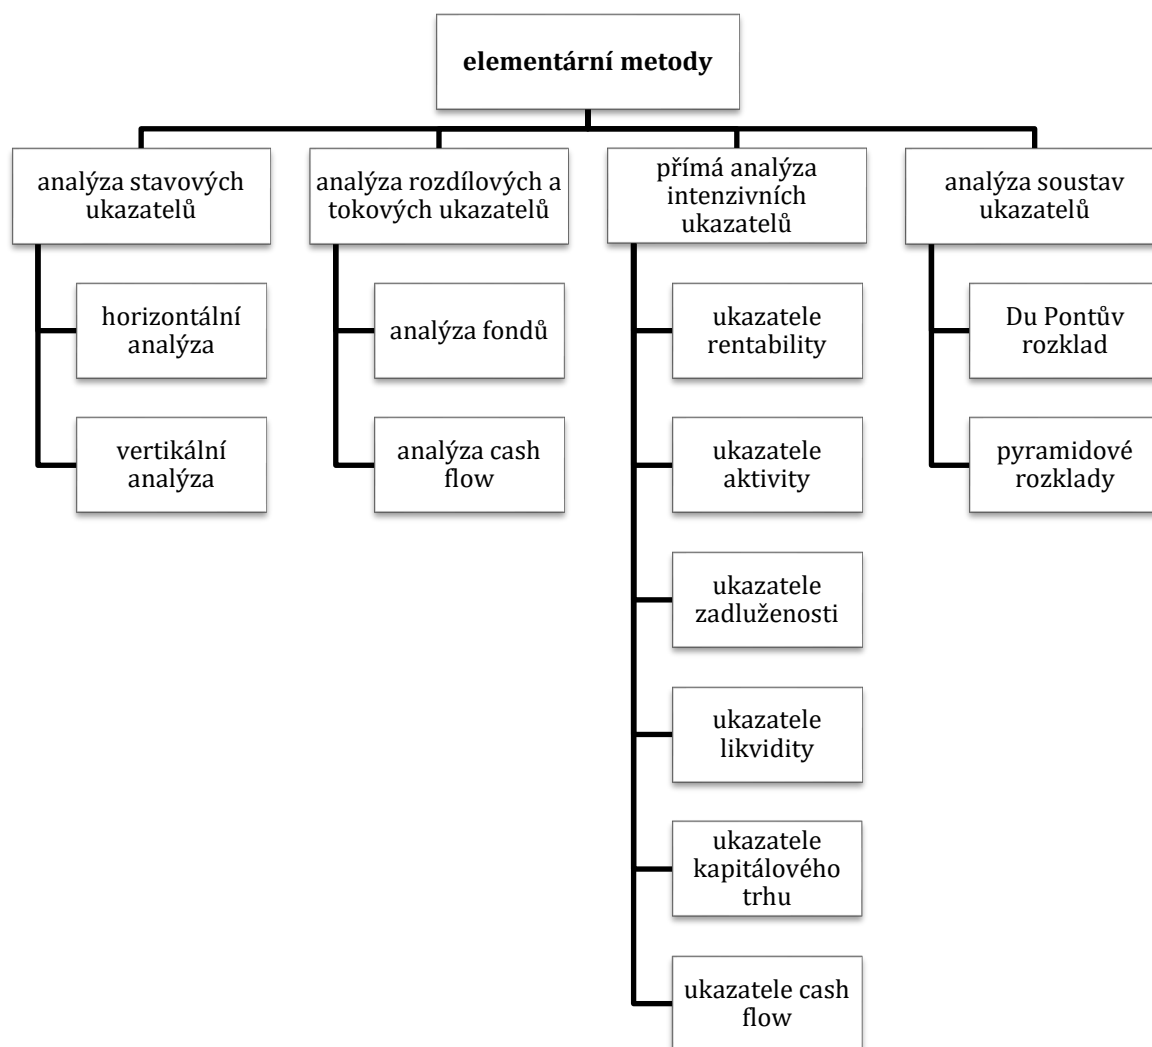 elementární metody
analýza stavových
ukazatelů
horizontální
analýza
vertikální
analýza
analýza rozdílových a
tokových ukazatelů
analýza fondů
analýza cash
flow
přímá analýza
intenzivních
ukazatelů
ukazatele
rentability
ukazatele
aktivity
ukazatele
zadluženosti
ukazatele
likvidity
ukazatele
kapitálového
trhu
ukazatele cash
flow
analýza soustav
ukazatelů
Du Pontův
rozklad
pyramidové
rozklady